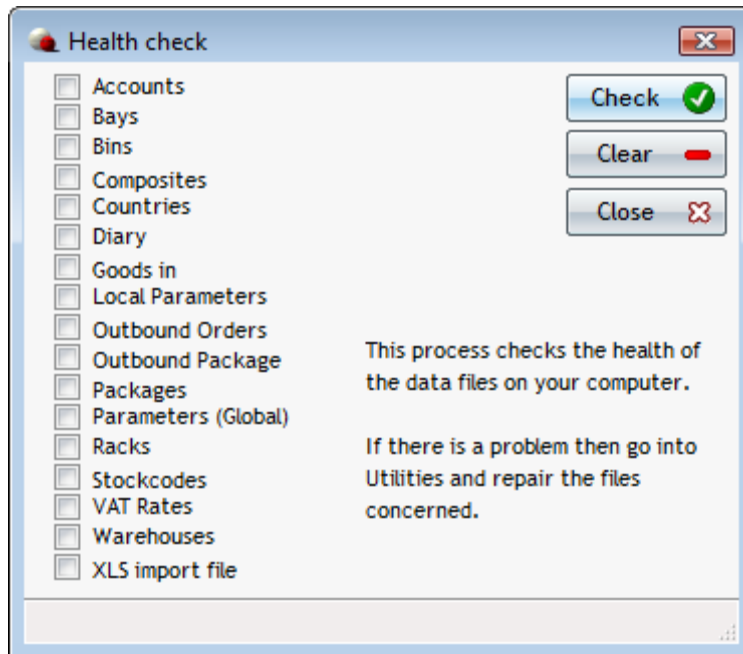 Health check
Accounts
Bays
Bins
Composites
Countries
Diary
Goods in
Local Parameters
Outbound Orders
Outbound Package
Packages
Parameters (Global)
Racks
Stockcodes
VAT Rates
Warehouses
XLS import file
Check
Clear
Close
This process checks the health of
the data files on your computer.
If there is a problem then go into
Utilities and repair the files
concerned.